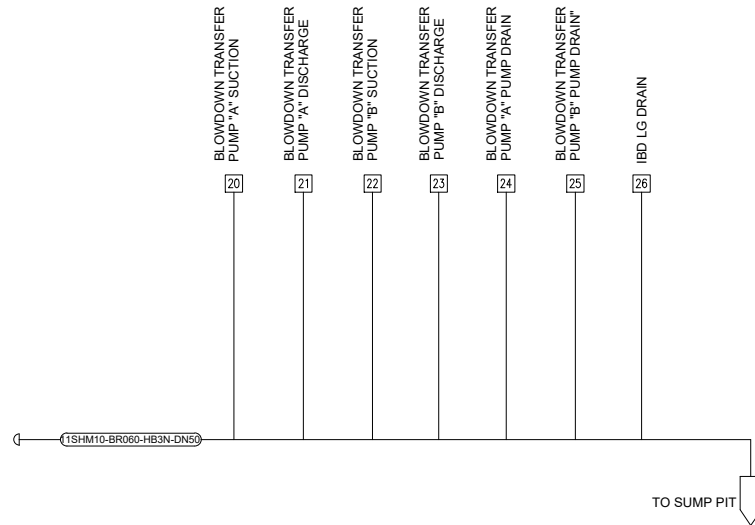 BLOWDOWN TRANSFER
PUMP "A" SUCTION
20
BLOWDOWN TRANSFER
PUMP "A" DISCHARGE
21
BLOWDOWN TRANSFER
PUMP "B" SUCTION
22
BLOWDOWN TRANSFER
PUMP "B" DISCHARGE
23
BLOWDOWN TRANSFER
PUMP "A" PUMP DRAIN
24
BLOWDOWN TRANSFER
PUMP "B" PUMP DRAIN"
25
IBD LG DRAIN
26
11SHM10-BR060-HB3N-DN50
TO SUMP PIT